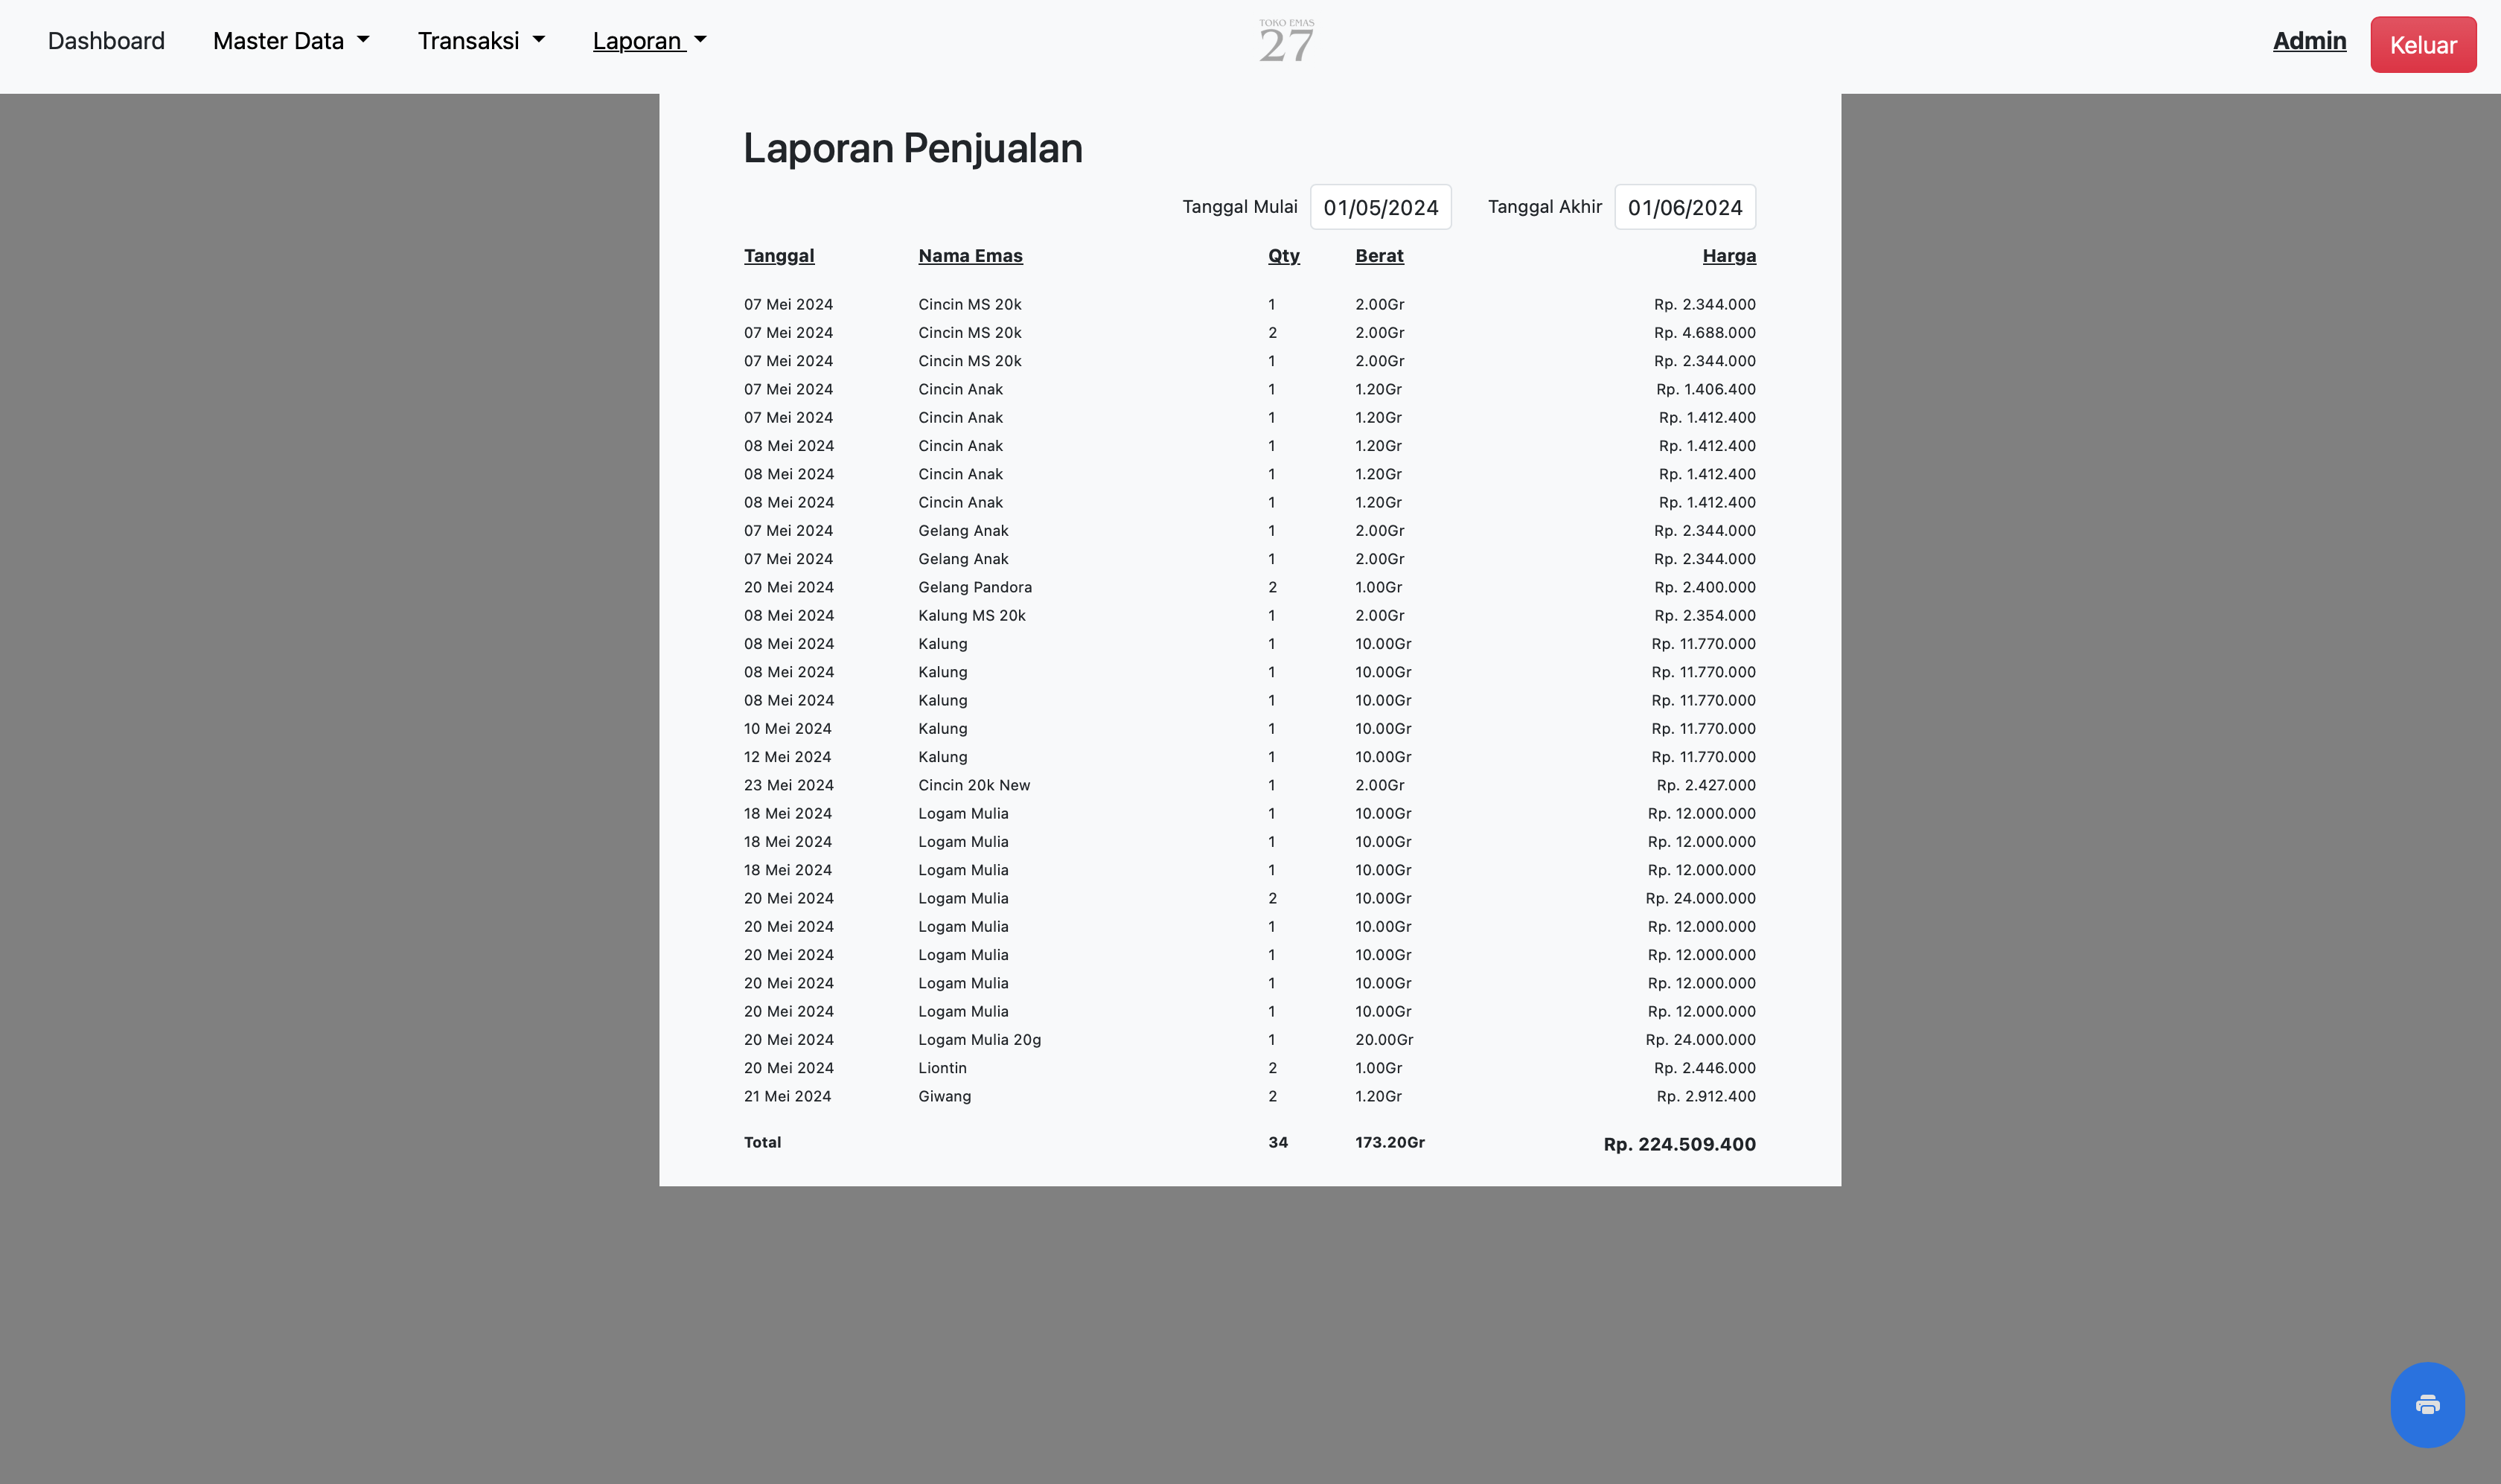 Dashboard Master Data Transaksi Laporan TOKO EMAS 27 Admin Keluar
Laporan Penjualan
Tanggal Mulai 01/05/2024 Tanggal Akhir 01/06/2024
Tanggal Nama Emas Qty Berat Harga
07 Mei 2024 Cincin MS 20k 1 2.00Gr Rp. 2.344.000
07 Mei 2024 Cincin MS 20k 2 2.00Gr Rp. 4.688.000
07 Mei 2024 Cincin MS 20k 1 2.00Gr Rp. 2.344.000
07 Mei 2024 Cincin Anak 1 1.20Gr Rp. 1.406.400
07 Mei 2024 Cincin Anak 1 1.20Gr Rp. 1.412.400
08 Mei 2024 Cincin Anak 1 1.20Gr Rp. 1.412.400
08 Mei 2024 Cincin Anak 1 1.20Gr Rp. 1.412.400
08 Mei 2024 Cincin Anak 1 1.20Gr Rp. 1.412.400
07 Mei 2024 Gelang Anak 1 2.00Gr Rp. 2.344.000
07 Mei 2024 Gelang Anak 1 2.00Gr Rp. 2.344.000
20 Mei 2024 Gelang Pandora 2 1.00Gr Rp. 2.400.000
08 Mei 2024 Kalung MS 20k 1 2.00Gr Rp. 2.354.000
08 Mei 2024 Kalung 1 10.00Gr Rp. 11.770.000
08 Mei 2024 Kalung 1 10.00Gr Rp. 11.770.000
08 Mei 2024 Kalung 1 10.00Gr Rp. 11.770.000
10 Mei 2024 Kalung 1 10.00Gr Rp. 11.770.000
12 Mei 2024 Kalung 1 10.00Gr Rp. 11.770.000
23 Mei 2024 Cincin 20k New 1 2.00Gr Rp. 2.427.000
18 Mei 2024 Logam Mulia 1 10.00Gr Rp. 12.000.000
18 Mei 2024 Logam Mulia 1 10.00Gr Rp. 12.000.000
18 Mei 2024 Logam Mulia 1 10.00Gr Rp. 12.000.000
20 Mei 2024 Logam Mulia 2 10.00Gr Rp. 24.000.000
20 Mei 2024 Logam Mulia 1 10.00Gr Rp. 12.000.000
20 Mei 2024 Logam Mulia 1 10.00Gr Rp. 12.000.000
20 Mei 2024 Logam Mulia 1 10.00Gr Rp. 12.000.000
20 Mei 2024 Logam Mulia 1 10.00Gr Rp. 12.000.000
20 Mei 2024 Logam Mulia 20g 1 20.00Gr Rp. 24.000.000
20 Mei 2024 Liontin 2 1.00Gr Rp. 2.446.000
21 Mei 2024 Giwang 2 1.20Gr Rp. 2.912.400
Total 34 173.20Gr Rp. 224.509.400